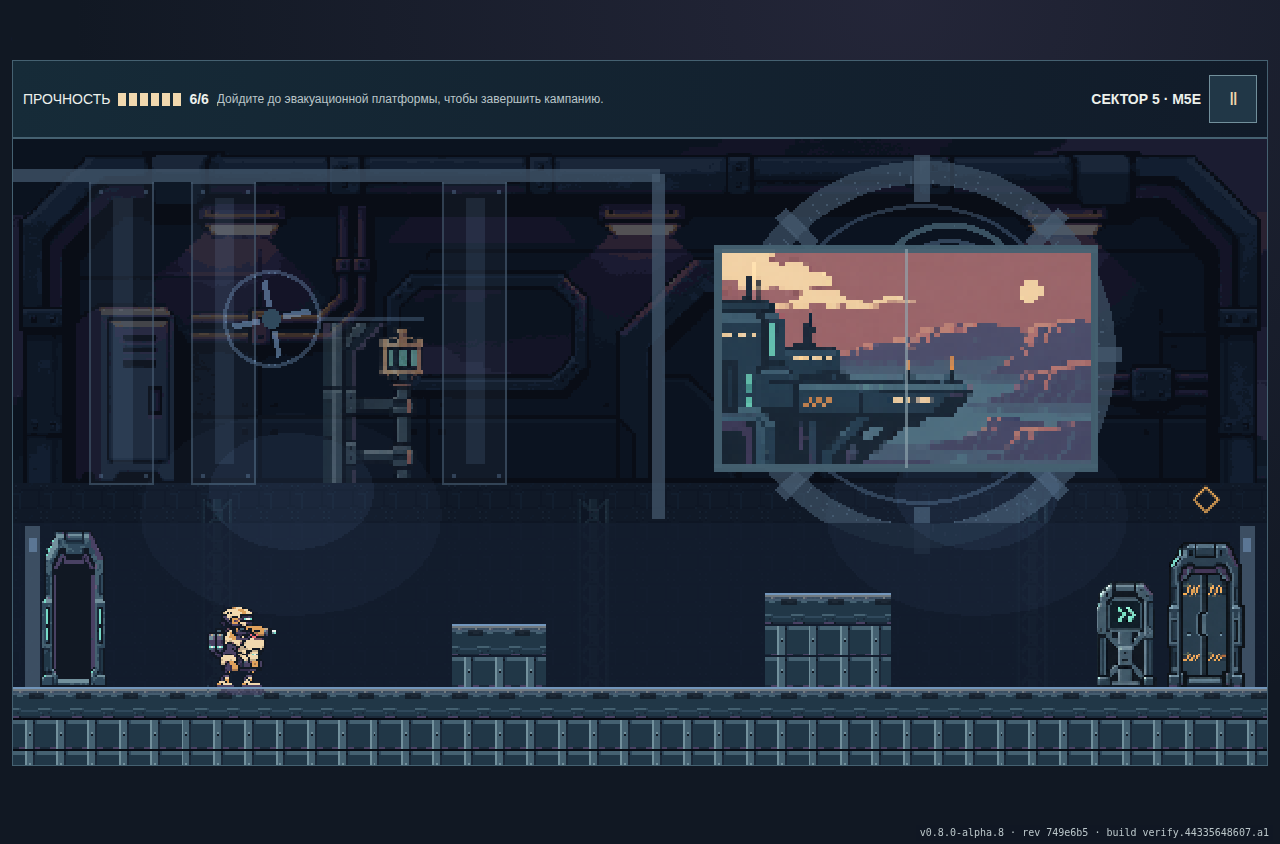 ПРОЧНОСТЬ 6/6 Дойдите до эвакуационной платформы, чтобы завершить кампанию.
СЕКТОР 5 · M5E
v0.8.0-alpha.8 · rev 749e6b5 · build verify.44335648607.a1